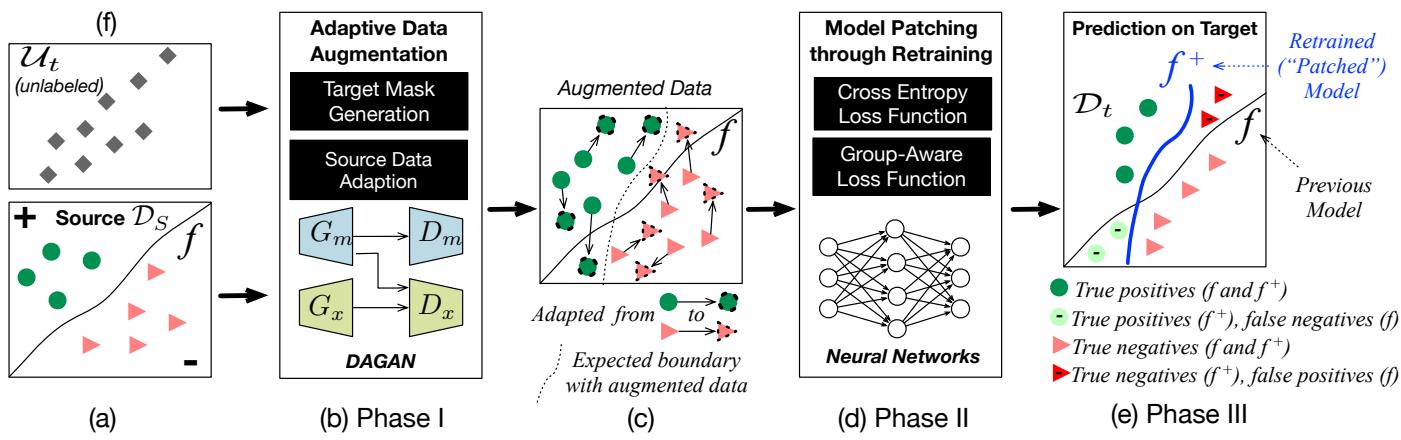 (f)
𝒰t
(unlabeled)
+ Source 𝒟S
f
-
(a)
Adaptive Data
Augmentation
Target Mask
Generation
Source Data
Adaption
Gm
Dm
Gx
Dx
DAGAN
(b) Phase I
Augmented Data
f
Adapted from to
Expected boundary
with augmented data
(c)
Model Patching
through Retraining
Cross Entropy
Loss Function
Group-Aware
Loss Function
Neural Networks
(d) Phase II
Prediction on Target
f+
Retrained
("Patched")
Model
𝒟t
-
-
f
Previous
Model
-
-
True positives (f and f+)
- True positives (f+), false negatives (f)
True negatives (f and f+)
- True negatives (f+), false positives (f)
(e) Phase III